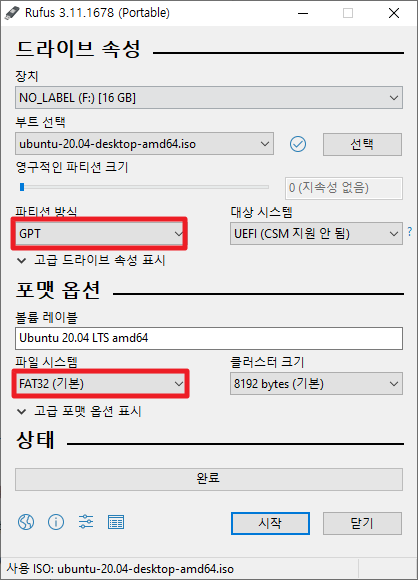 Rufus 3.11.1678 (Portable)
드라이브 속성
장치
NO_LABEL (F:) [16 GB]
부트 선택
ubuntu-20.04-desktop-amd64.iso
선택
영구적인 파티션 크기
0 (지속성 없음)
파티션 방식
대상 시스템
GPT
UEFI (CSM 지원 안 됨)
?
고급 드라이브 속성 표시
포맷 옵션
볼륨 레이블
Ubuntu 20.04 LTS amd64
파일 시스템
클러스터 크기
FAT32 (기본)
8192 bytes (기본)
고급 포맷 옵션 표시
상태
완료
시작
닫기
사용 ISO: ubuntu-20.04-desktop-amd64.iso